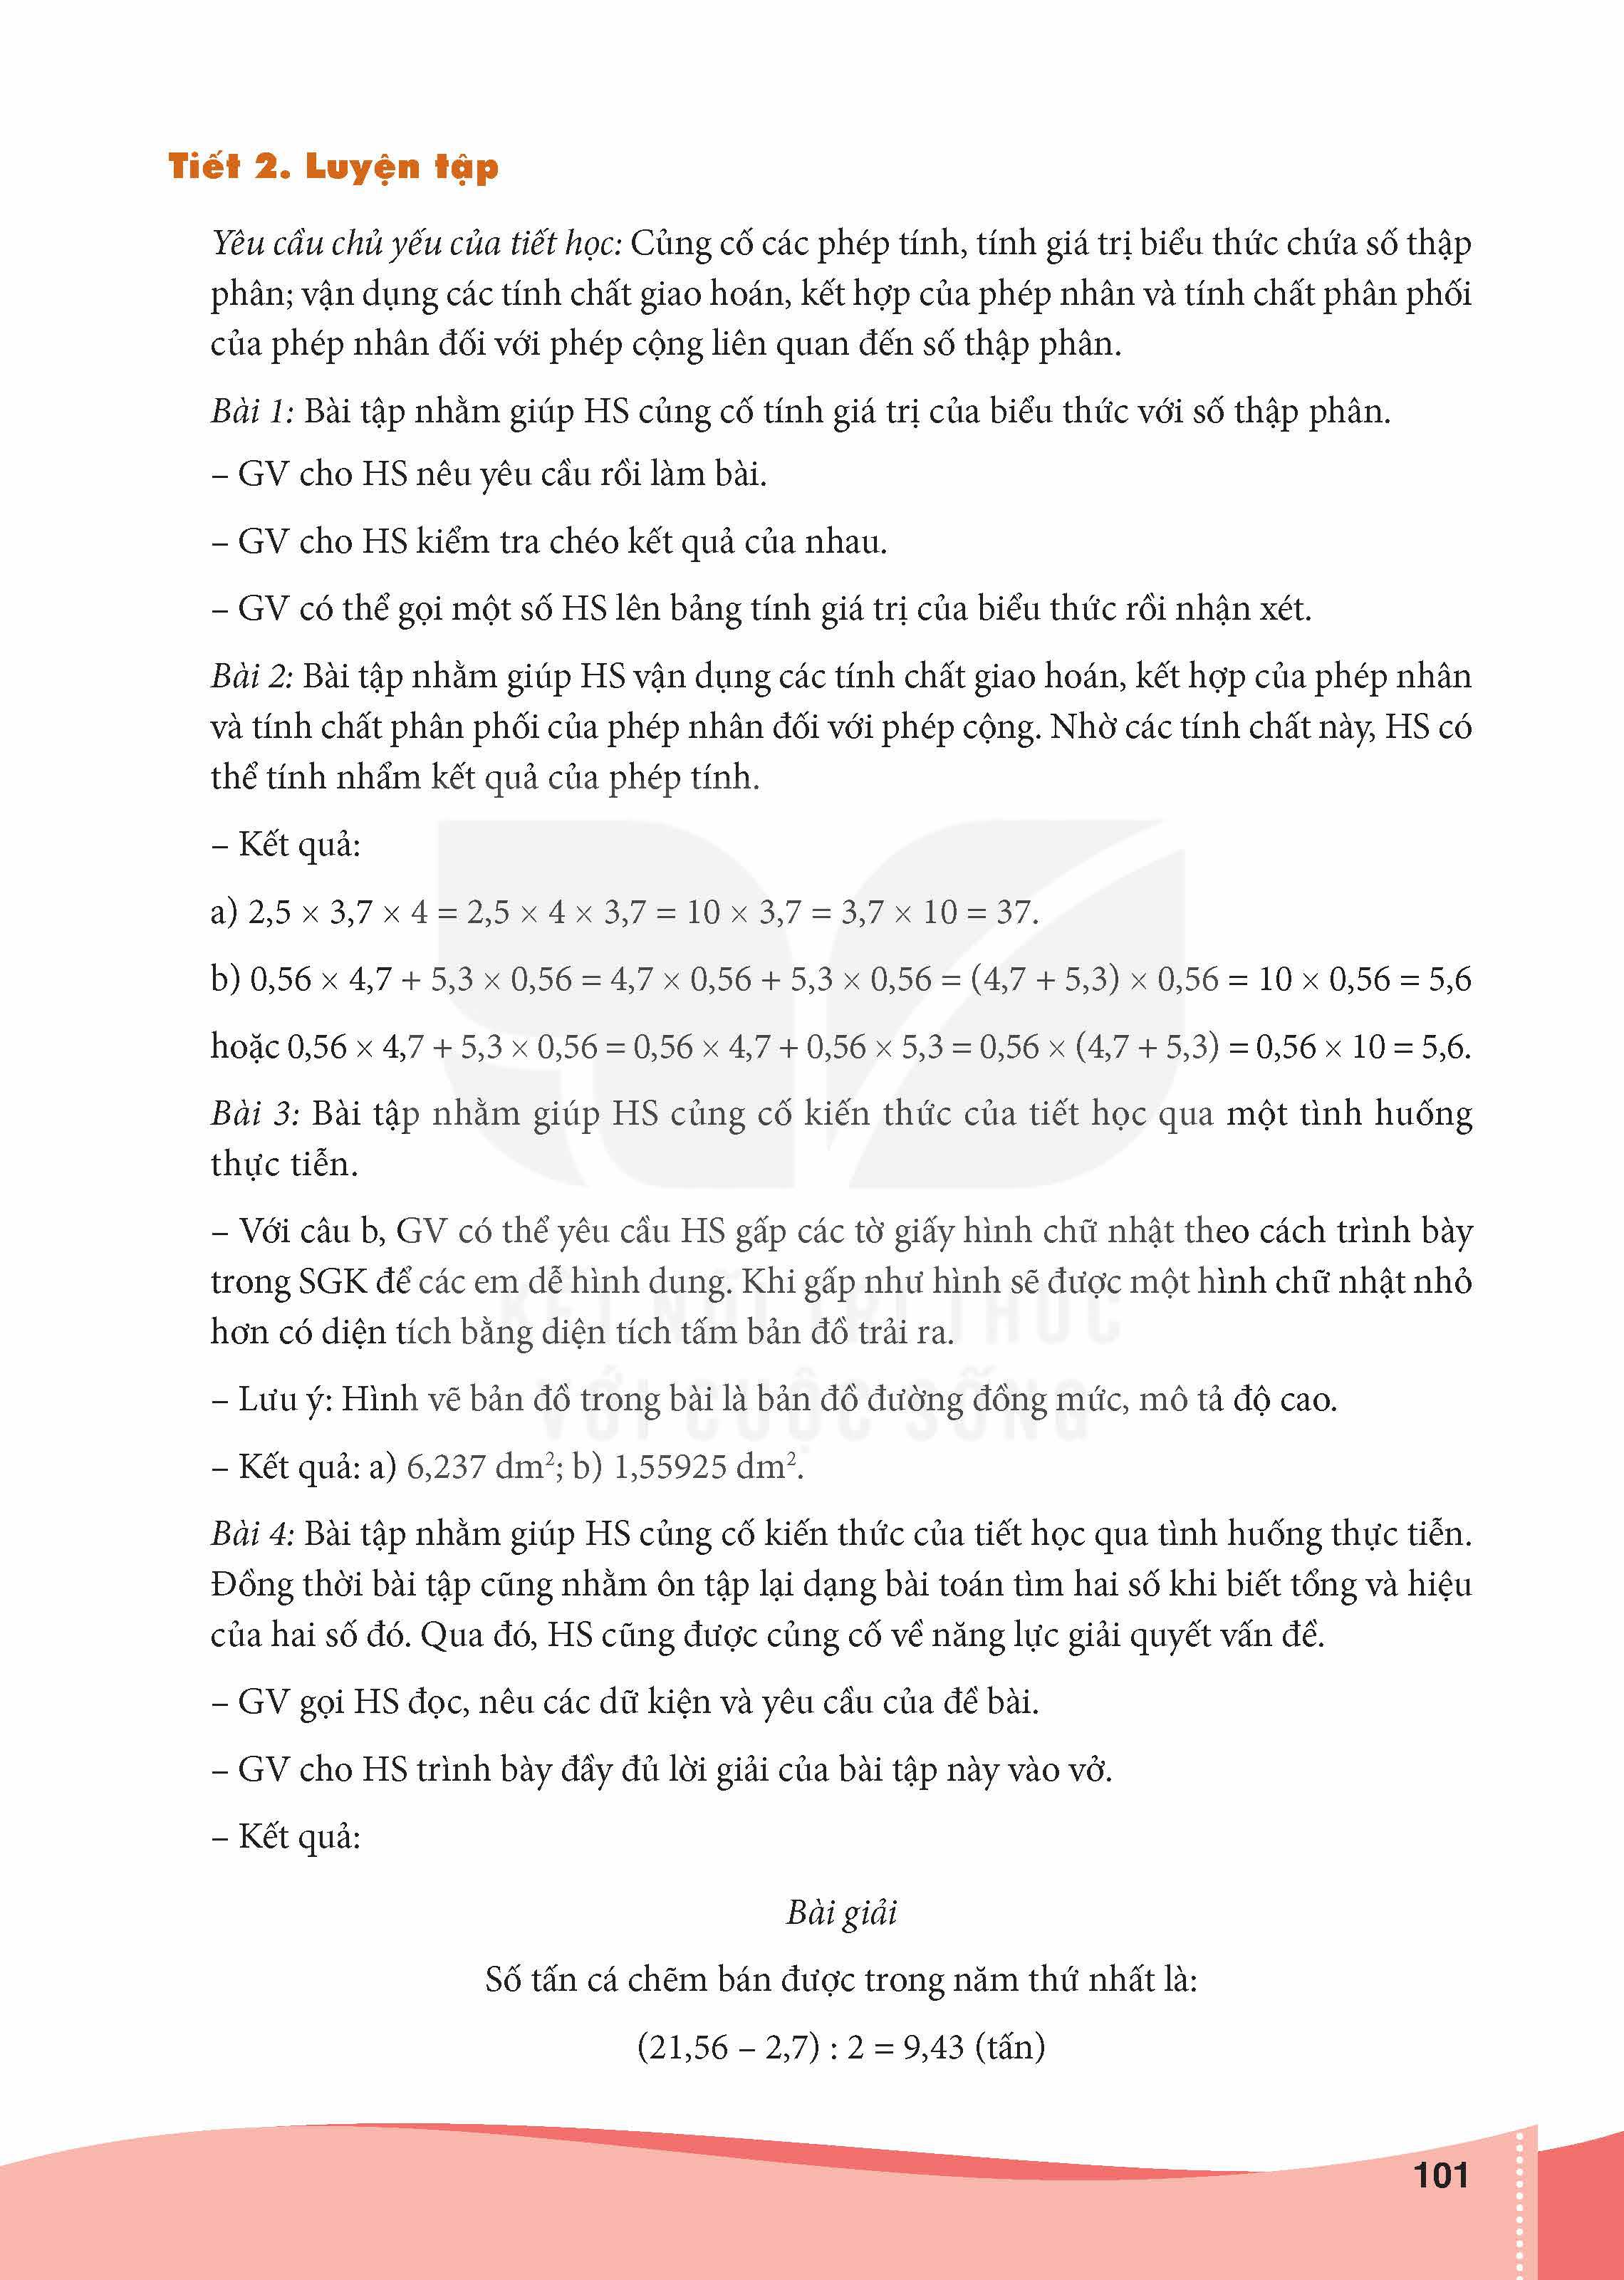 Tiết 2. Luyện tập
Yêu cầu chủ yếu của tiết học: Củng cố các phép tính, tính giá trị biểu thức chứa số thập
phân; vận dụng các tính chất giao hoán, kết hợp của phép nhân và tính chất phân phối
của phép nhân đối với phép cộng liên quan đến số thập phân.
Bài 1: Bài tập nhằm giúp HS củng cố tính giá trị của biểu thức với số thập phân.
– GV cho HS nêu yêu cầu rồi làm bài.
– GV cho HS kiểm tra chéo kết quả của nhau.
– GV có thể gọi một số HS lên bảng tính giá trị của biểu thức rồi nhận xét.
Bài 2: Bài tập nhằm giúp HS vận dụng các tính chất giao hoán, kết hợp của phép nhân
và tính chất phân phối của phép nhân đối với phép cộng. Nhờ các tính chất này, HS có
thể tính nhẩm kết quả của phép tính.
– Kết quả:
a) 2,5 × 3,7 × 4 = 2,5 × 4 × 3,7 = 10 × 3,7 = 3,7 × 10 = 37.
b) 0,56 × 4,7 + 5,3 × 0,56 = 4,7 × 0,56 + 5,3 × 0,56 = (4,7 + 5,3) × 0,56 = 10 × 0,56 = 5,6
hoặc 0,56 × 4,7 + 5,3 × 0,56 = 0,56 × 4,7 + 0,56 × 5,3 = 0,56 × (4,7 + 5,3) = 0,56 × 10 = 5,6.
Bài 3: Bài tập nhằm giúp HS củng cố kiến thức của tiết học qua một tình huống
thực tiễn.
– Với câu b, GV có thể yêu cầu HS gấp các tờ giấy hình chữ nhật theo cách trình bày
trong SGK để các em dễ hình dung. Khi gấp như hình sẽ được một hình chữ nhật nhỏ
hơn có diện tích bằng diện tích tấm bản đồ trải ra.
KẾT NỐI TRI THỨC
– Lưu ý: Hình vẽ bản đồ trong bài là bản đồ đường đồng mức, mô tả độ cao.
VỚI CUỘC SỐNG
– Kết quả: a) 6,237 dm²; b) 1,55925 dm².
Bài 4: Bài tập nhằm giúp HS củng cố kiến thức của tiết học qua tình huống thực tiễn.
Đồng thời bài tập cũng nhằm ôn tập lại dạng bài toán tìm hai số khi biết tổng và hiệu
của hai số đó. Qua đó, HS cũng được củng cố về năng lực giải quyết vấn đề.
– GV gọi HS đọc, nêu các dữ kiện và yêu cầu của đề bài.
– GV cho HS trình bày đầy đủ lời giải của bài tập này vào vở.
– Kết quả:
Bài giải
Số tấn cá chẽm bán được trong năm thứ nhất là:
(21,56 – 2,7) : 2 = 9,43 (tấn)
101